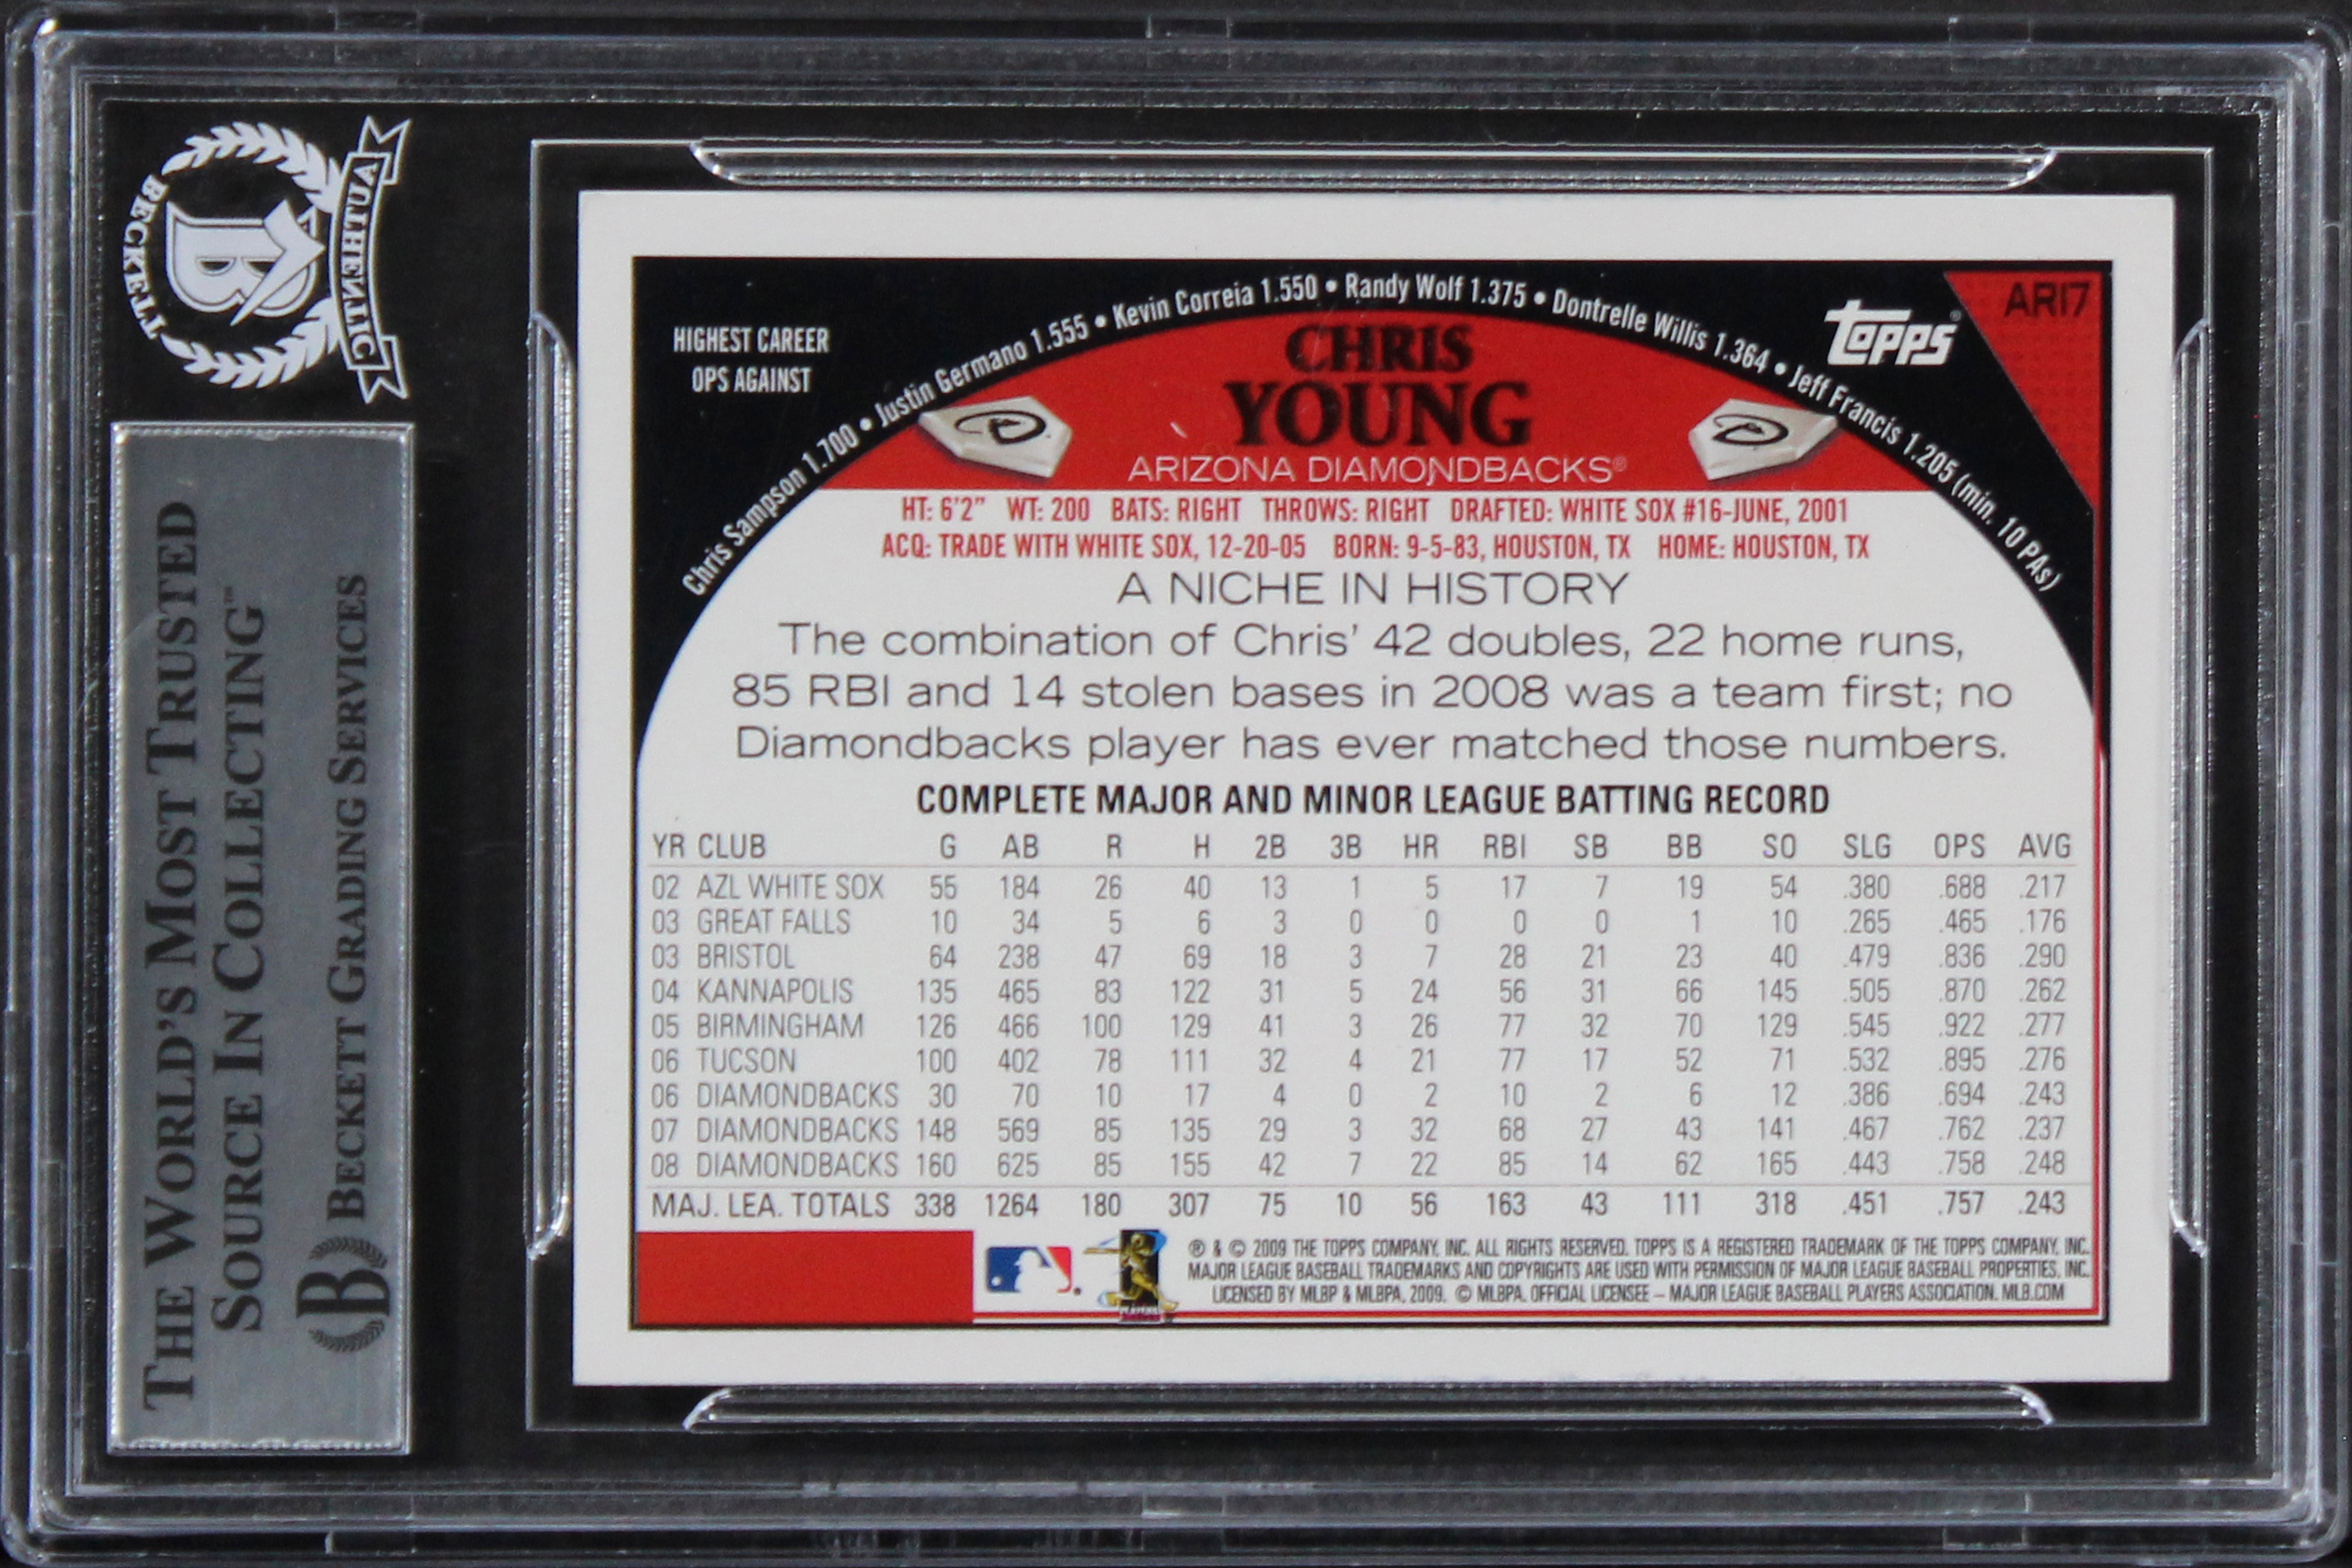 BECKETT
AUTHENTIC
B
THE WORLD'S MOST TRUSTED
SOURCE IN COLLECTING™
B BECKETT GRADING SERVICES
HIGHEST CAREER
OPS AGAINST
Chris Sampson 1.700 • Justin Germano 1.555 • Kevin Correia 1.550 • Randy Wolf 1.375 • Dontrelle Willis 1.364 • Jeff Francis 1.205 (min. 10 PAs)
topps®
ARI7
CHRIS
YOUNG
ARIZONA DIAMONDBACKS®
HT: 6'2" WT: 200 BATS: RIGHT THROWS: RIGHT DRAFTED: WHITE SOX #16-JUNE, 2001
ACQ: TRADE WITH WHITE SOX, 12-20-05 BORN: 9-5-83, HOUSTON, TX HOME: HOUSTON, TX
A NICHE IN HISTORY
The combination of Chris' 42 doubles, 22 home runs,
85 RBI and 14 stolen bases in 2008 was a team first; no
Diamondbacks player has ever matched those numbers.
COMPLETE MAJOR AND MINOR LEAGUE BATTING RECORD
YR CLUB G AB R H 2B 3B HR RBI SB BB SO SLG OPS AVG
02 AZL WHITE SOX 55 184 26 40 13 1 5 17 7 19 54 .380 .688 .217
03 GREAT FALLS 10 34 5 6 3 0 0 0 0 1 10 .265 .465 .176
03 BRISTOL 64 238 47 69 18 3 7 28 21 23 40 .479 .836 .290
04 KANNAPOLIS 135 465 83 122 31 5 24 56 31 66 145 .505 .870 .262
05 BIRMINGHAM 126 466 100 129 41 3 26 77 32 70 129 .545 .922 .277
06 TUCSON 100 402 78 111 32 4 21 77 17 52 71 .532 .895 .276
06 DIAMONDBACKS 30 70 10 17 4 0 2 10 2 6 12 .386 .694 .243
07 DIAMONDBACKS 148 569 85 135 29 3 32 68 27 43 141 .467 .762 .237
08 DIAMONDBACKS 160 625 85 155 42 7 22 85 14 62 165 .443 .758 .248
MAJ. LEA. TOTALS 338 1264 180 307 75 10 56 163 43 111 318 .451 .757 .243
® & © 2009 THE TOPPS COMPANY, INC. ALL RIGHTS RESERVED. TOPPS IS A REGISTERED TRADEMARK OF THE TOPPS COMPANY, INC.
MAJOR LEAGUE BASEBALL TRADEMARKS AND COPYRIGHTS ARE USED WITH PERMISSION OF MAJOR LEAGUE BASEBALL PROPERTIES, INC.
LICENSED BY MLBP & MLBPA, 2009. © MLBPA. OFFICIAL LICENSEE – MAJOR LEAGUE BASEBALL PLAYERS ASSOCIATION. MLB.COM